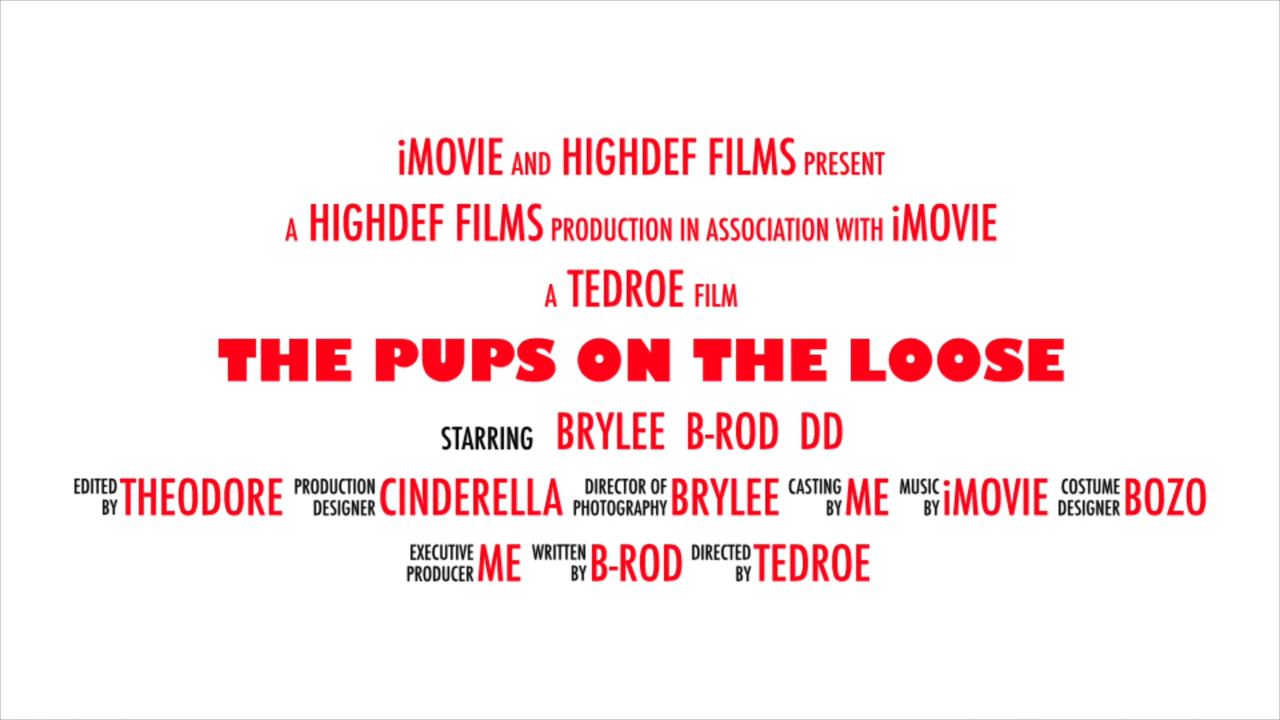 iMOVIE AND HIGHDEF FILMS PRESENT
A HIGHDEF FILMS PRODUCTION IN ASSOCIATION WITH iMOVIE
A TEDROE FILM
THE PUPS ON THE LOOSE
STARRING BRYLEE B-ROD DD
EDITED BY THEODORE PRODUCTION DESIGNER CINDERELLA DIRECTOR OF PHOTOGRAPHY BRYLEE CASTING BY ME MUSIC BY iMOVIE COSTUME DESIGNER BOZO
EXECUTIVE PRODUCER ME WRITTEN BY B-ROD DIRECTED BY TEDROE